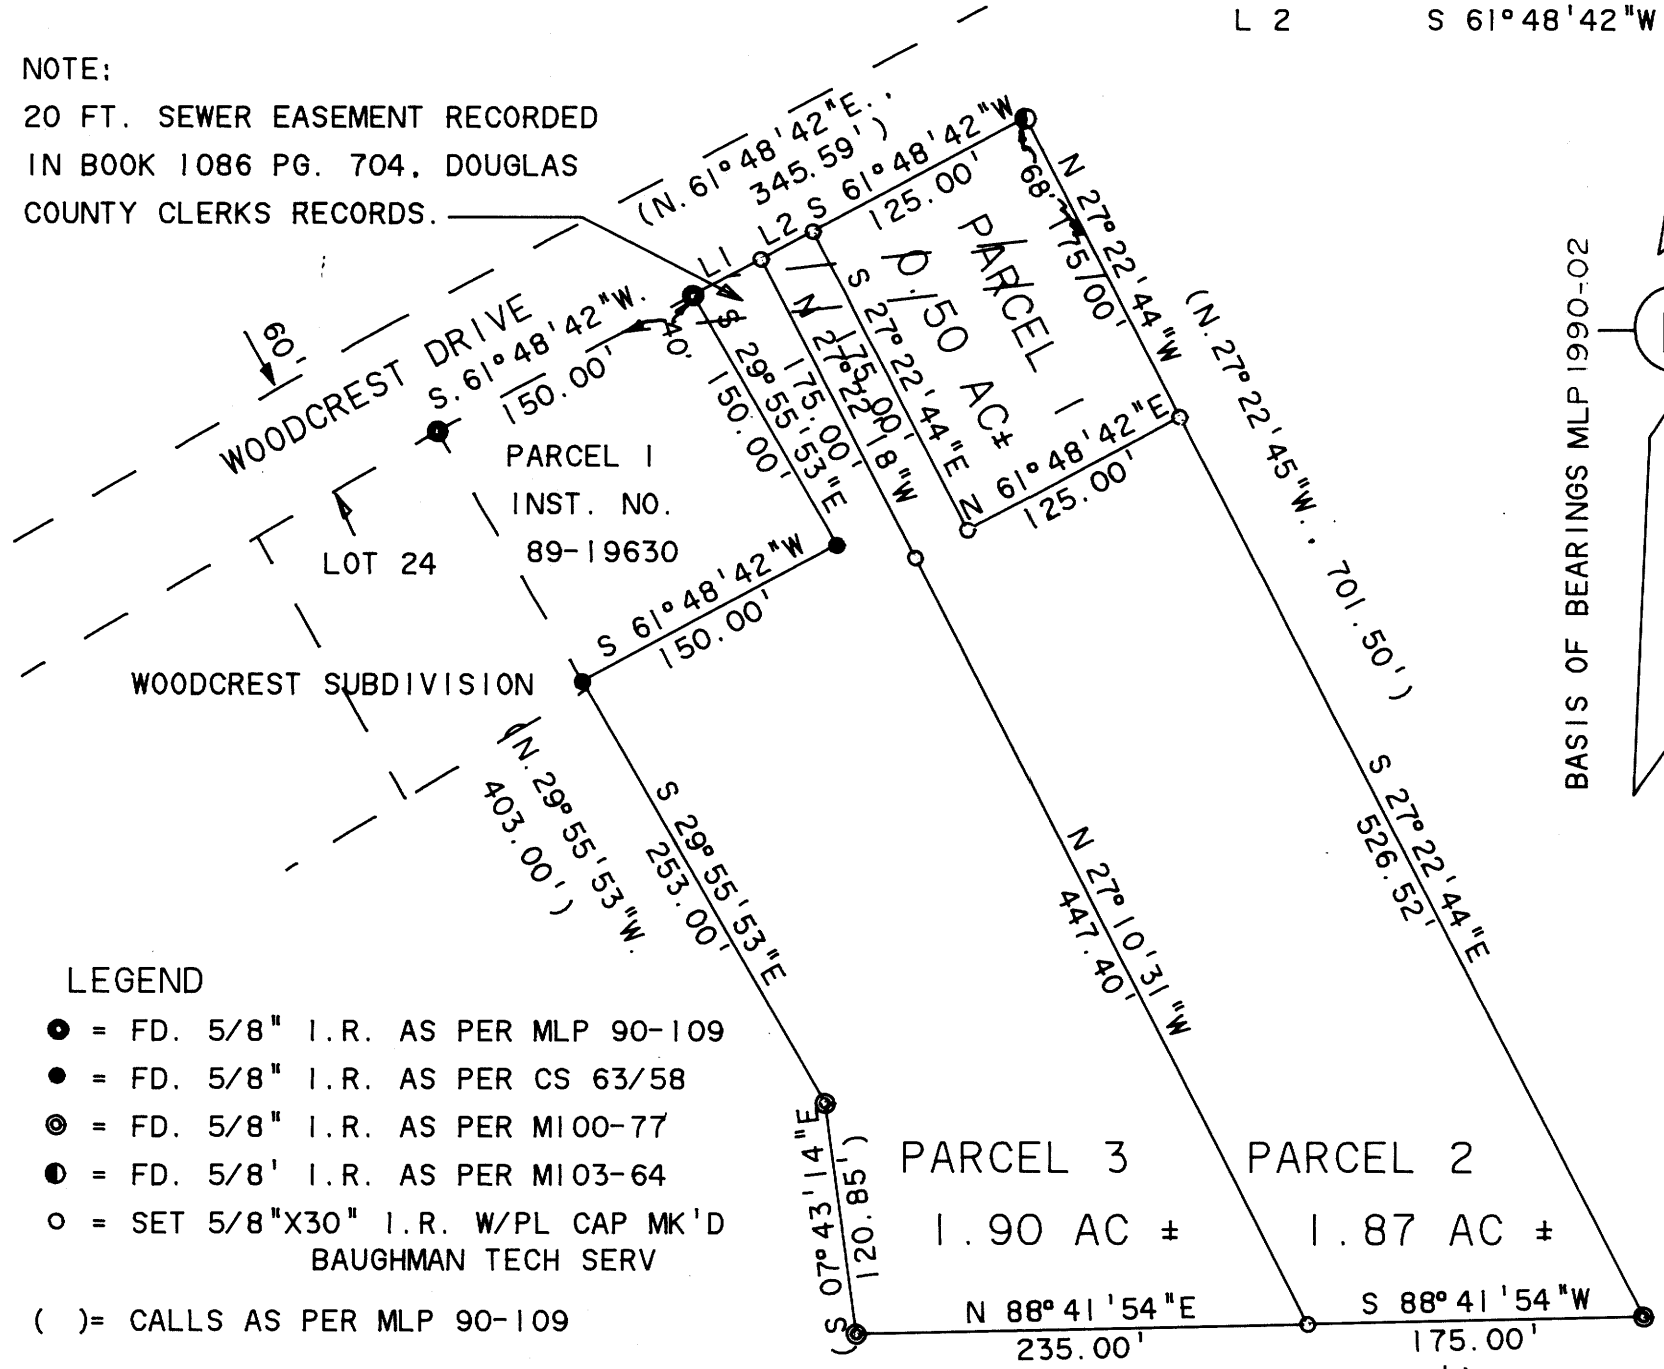 L 2 S 61°48'42"W
NOTE:
20 FT. SEWER EASEMENT RECORDED
IN BOOK 1086 PG. 704, DOUGLAS
COUNTY CLERKS RECORDS.
(N. 61°48'42"E.,
345.59')
S 61°48'42"W
125.00'
L1
L2
68'
N 27°22'44"W
175.00'
(N. 27°22'45"W., 701.50')
PARCEL 1
0.50 AC±
S 27°22'44"E
175.00'
N 27°22'18"W
175.00'
N 61°48'42"E
125.00'
60'
WOODCREST DRIVE
S. 61°48'42"W.
150.00'
40'
S 29°55'53"E
150.00'
PARCEL 1
INST. NO.
89-19630
LOT 24
S 61°48'42"W
150.00'
WOODCREST SUBDIVISION
(N. 29°55'53"W.
403.00')
S 29°55'53"E
253.00'
N 27°10'31"W
447.40'
S 27°22'44"E
526.52'
BASIS OF BEARINGS MLP 1990-02
LEGEND
= FD. 5/8" I.R. AS PER MLP 90-109
= FD. 5/8" I.R. AS PER CS 63/58
= FD. 5/8" I.R. AS PER M100-77
= FD. 5/8' I.R. AS PER M103-64
= SET 5/8"X30" I.R. W/PL CAP MK'D
BAUGHMAN TECH SERV
( )= CALLS AS PER MLP 90-109
(S 07°43'14"E
120.85')
PARCEL 3
1.90 AC ±
PARCEL 2
1.87 AC ±
N 88°41'54"E
235.00'
S 88°41'54"W
175.00'